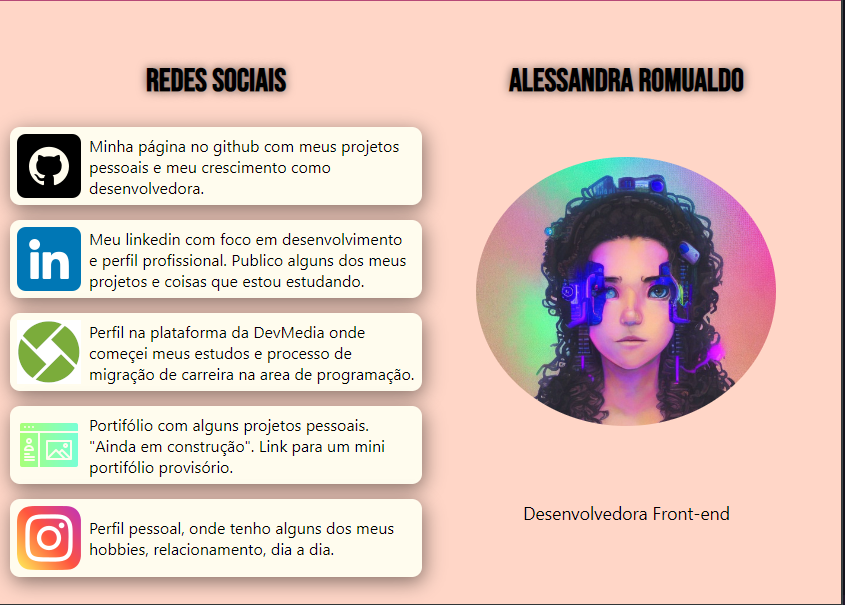 REDES SOCIAIS
Minha página no github com meus projetos
pessoais e meu crescimento como
desenvolvedora.
in
Meu linkedin com foco em desenvolvimento
e perfil profissional. Publico alguns dos meus
projetos e coisas que estou estudando.
Perfil na plataforma da DevMedia onde
começei meus estudos e processo de
migração de carreira na area de programação.
Portifólio com alguns projetos pessoais.
"Ainda em construção". Link para um mini
portifólio provisório.
Perfil pessoal, onde tenho alguns dos meus
hobbies, relacionamento, dia a dia.
ALESSANDRA ROMUALDO
Desenvolvedora Front-end